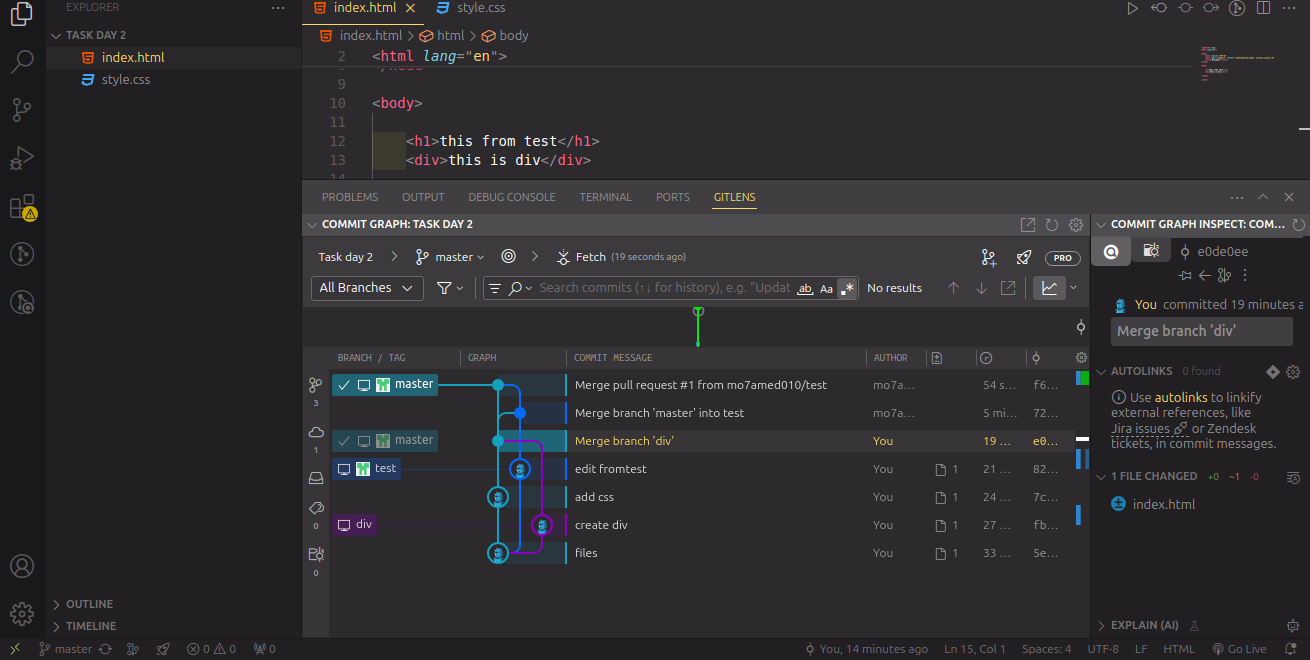 EXPLORER
···
TASK DAY 2
index.html
style.css
OUTLINE
TIMELINE
index.html
style.css
index.html > html > body
2 <html lang="en">
9
10 <body>
11
12 <h1>this from test</h1>
13 <div>this is div</div>
14
PROBLEMS OUTPUT DEBUG CONSOLE TERMINAL PORTS GITLENS
COMMIT GRAPH: TASK DAY 2
Task day 2 > master > Fetch (19 seconds ago) PRO
All Branches Search commits (↑↓ for history), e.g. "Updat ab Aa .* No results
BRANCH / TAG GRAPH COMMIT MESSAGE AUTHOR
master Merge pull request #1 from mo7amed010/test mo7a... 54 s... f6...
3
Merge branch 'master' into test mo7a... 5 mi... 72...
master Merge branch 'div' You 19 ... e0...
1
test edit fromtest You 1 21 ... 82...
add css You 1 24 ... 7c...
0
div create div You 1 27 ... fb...
files You 1 33 ... 5e...
0
COMMIT GRAPH INSPECT: COM...
e0de0ee
You committed 19 minutes a
Merge branch 'div'
AUTOLINKS 0 found
Use autolinks to linkify
external references, like
Jira issues or Zendesk
tickets, in commit messages.
1 FILE CHANGED +0 ~1 -0
index.html
EXPLAIN (AI)
master 0 0 0 You, 14 minutes ago Ln 15, Col 1 Spaces: 4 UTF-8 LF HTML Go Live